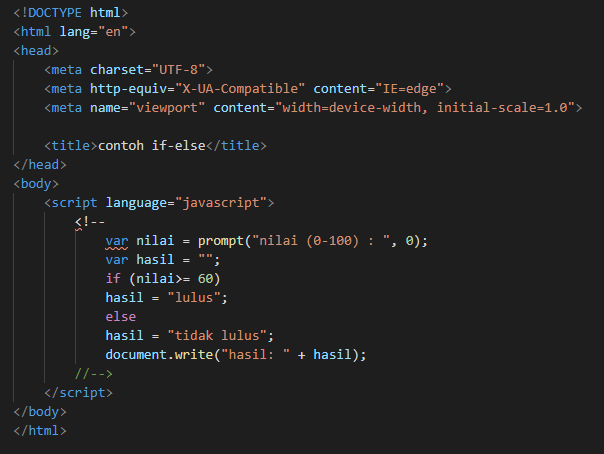 <!DOCTYPE html>
<html lang="en">
<head>
    <meta charset="UTF-8">
    <meta http-equiv="X-UA-Compatible" content="IE=edge">
    <meta name="viewport" content="width=device-width, initial-scale=1.0">

    <title>contoh if-else</title>
</head>
<body>
    <script language="javascript">
        <!--
            var nilai = prompt("nilai (0-100) : ", 0);
            var hasil = "";
            if (nilai>= 60)
            hasil = "lulus";
            else
            hasil = "tidak lulus";
            document.write("hasil: " + hasil);
        //-->
    </script>
</body>
</html>